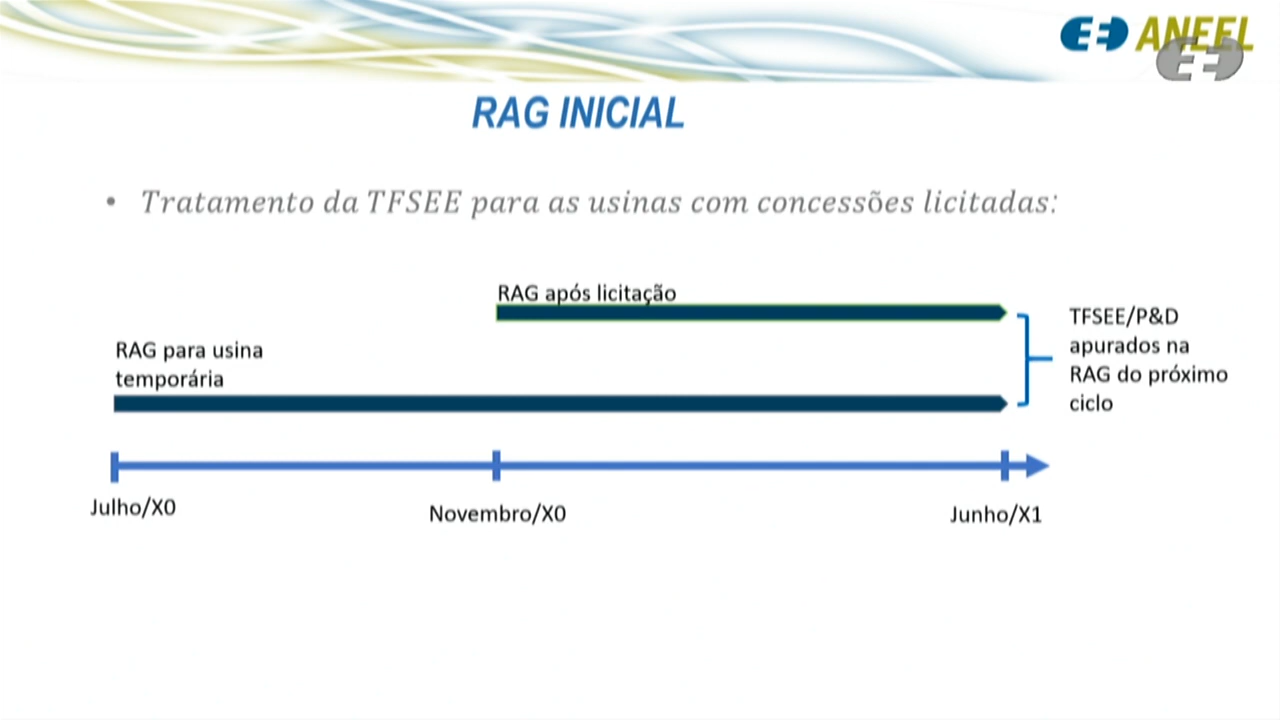 ANEEL
RAG INICIAL
• Tratamento da TFSEE para as usinas com concessões licitadas:
RAG após licitação
RAG para usina
temporária
TFSEE/P&D
apurados na
RAG do próximo
ciclo
Julho/X0
Novembro/X0
Junho/X1